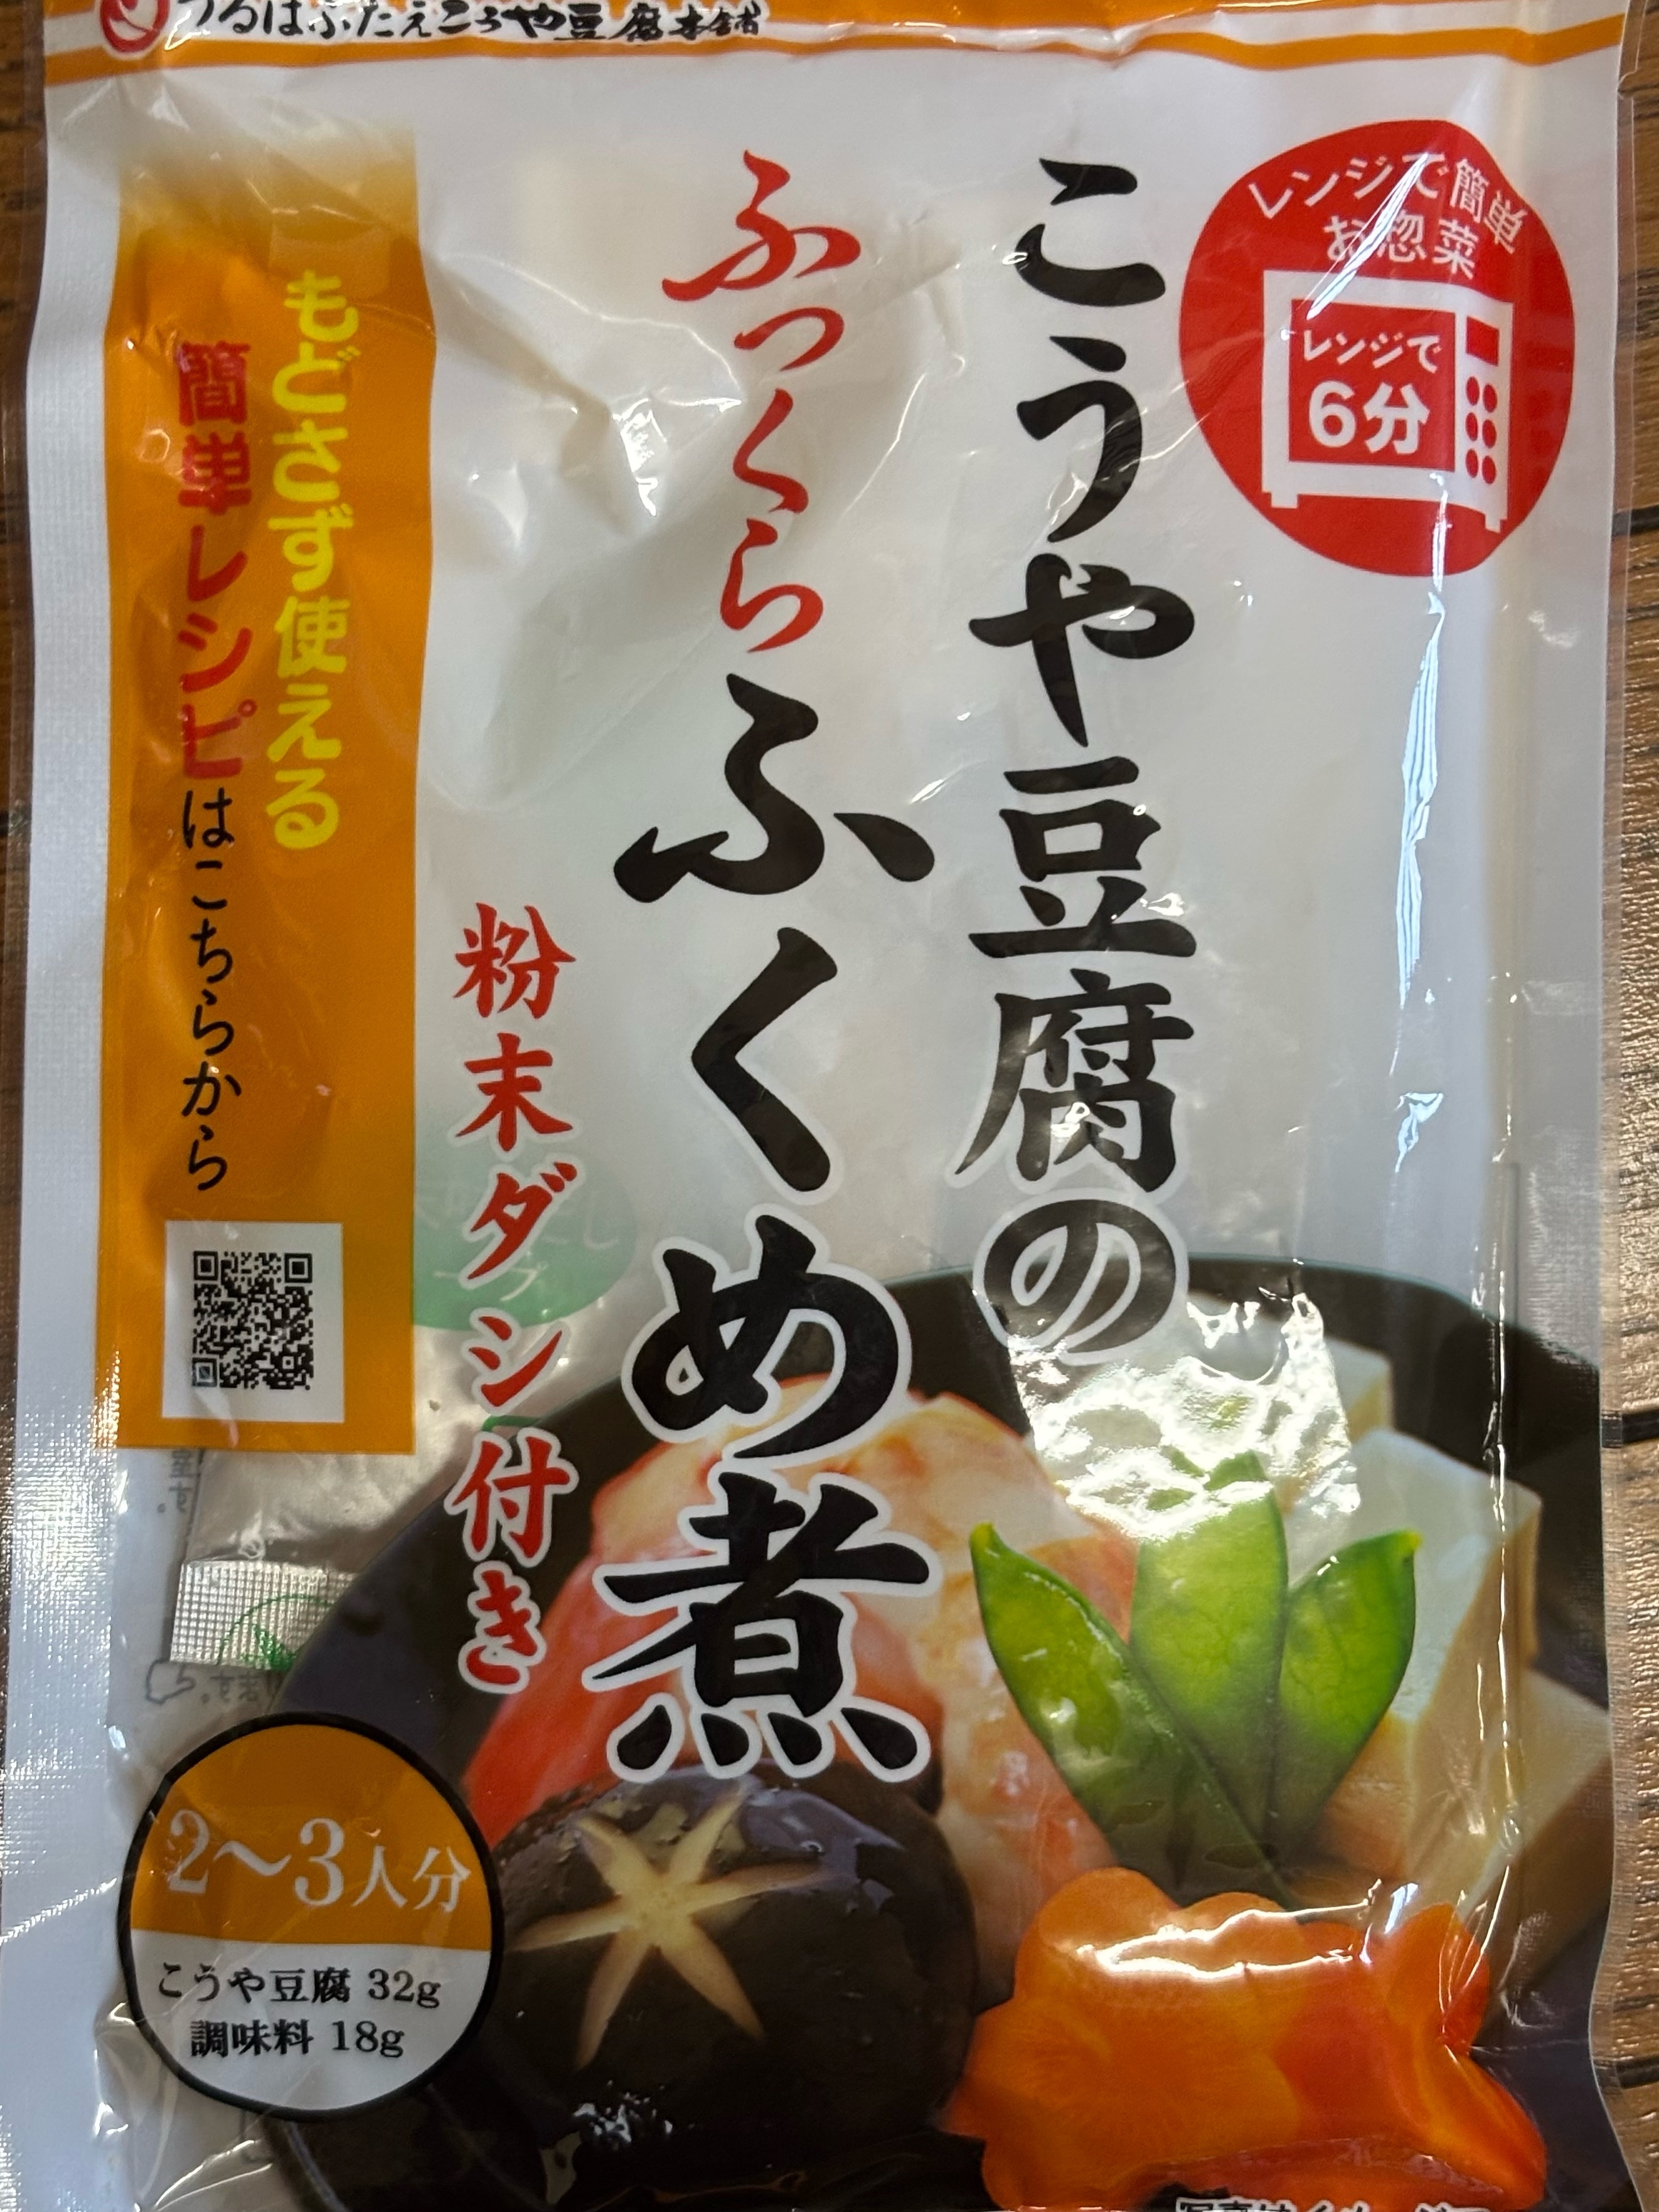 つるはぶたえこうや豆腐本舗
レンジで簡単
お惣菜
レンジで
6分
こうや豆腐の
ふっくらふくめ煮
粉末ダシ付き
もどさず使える
簡単レシピはこちらから
2〜3人分
こうや豆腐 32g
調味料 18g